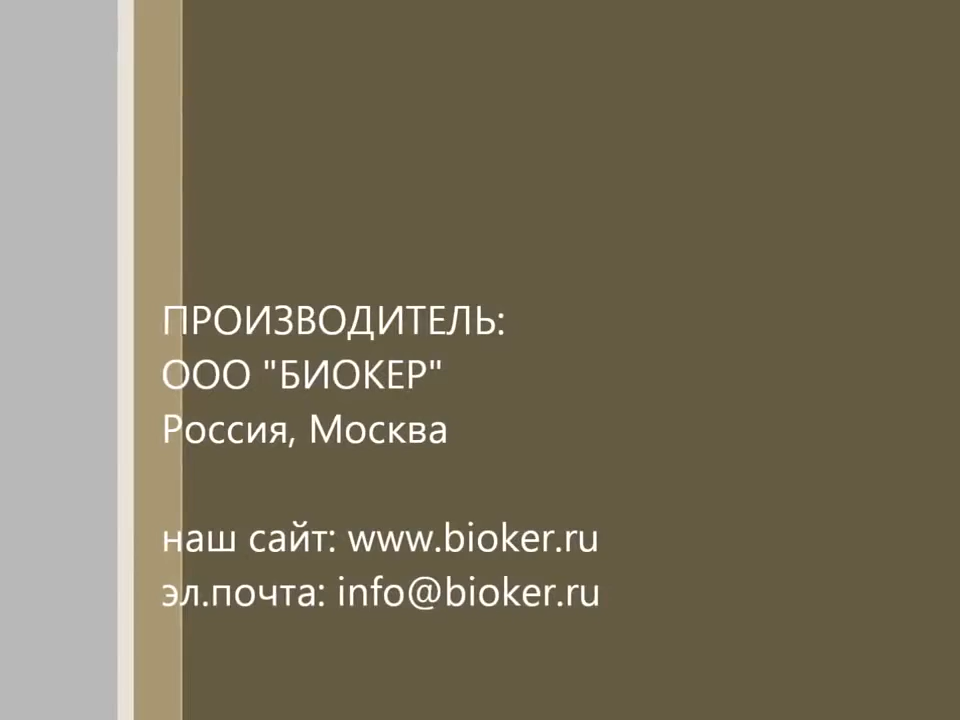 ПРОИЗВОДИТЕЛЬ:
ООО "БИОКЕР"
Россия, Москва
наш сайт: www.bioker.ru
эл.почта: info@bioker.ru